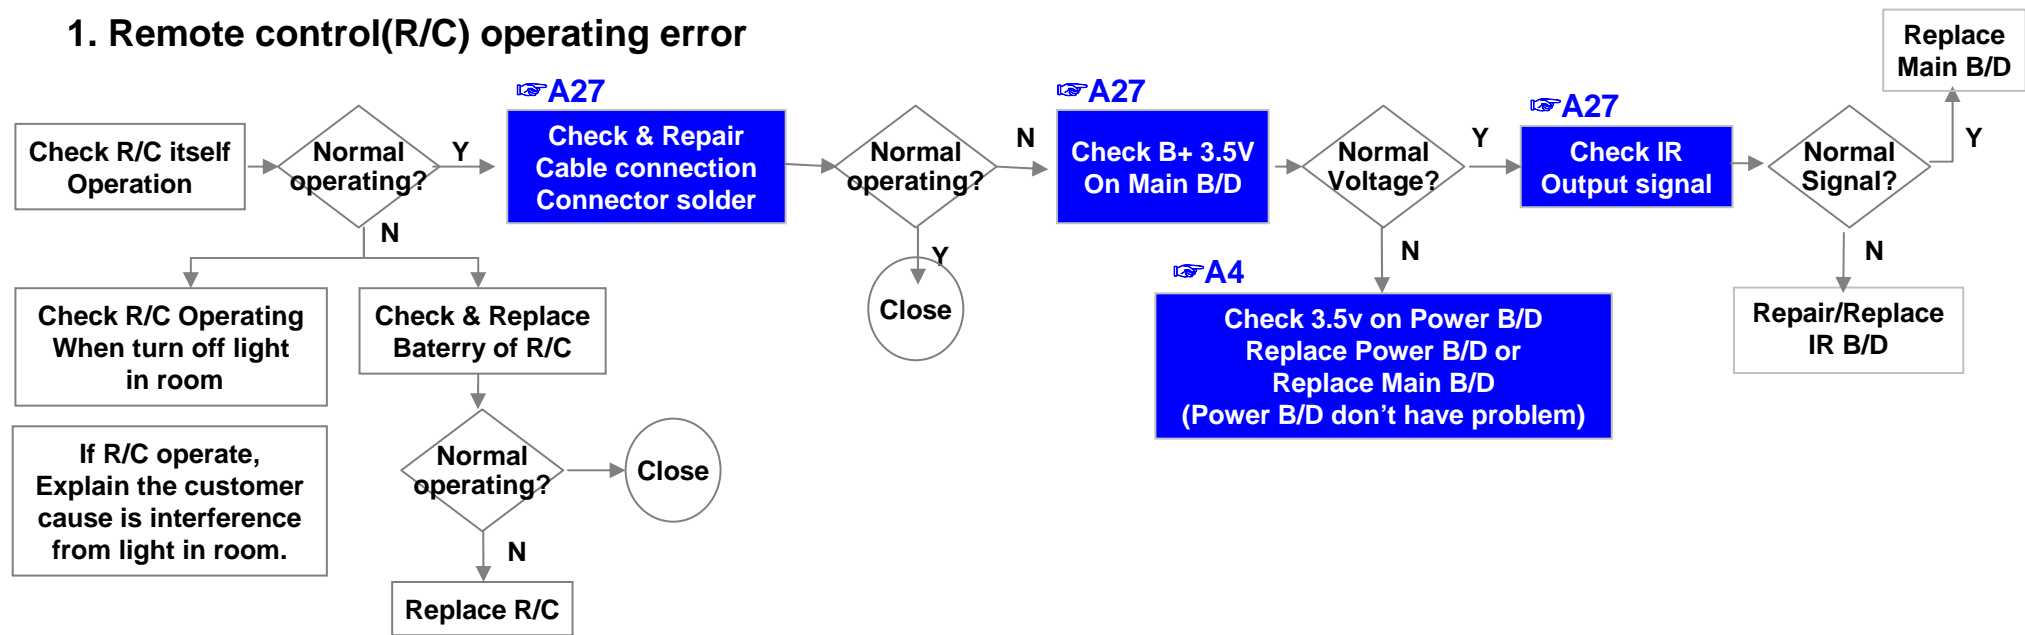 1. Remote control(R/C) operating error
Replace
Main B/D
☞A27
☞A27
☞A27
Check R/C itself
Operation
Normal
operating?
Y
Check & Repair
Cable connection
Connector solder
Normal
operating?
N
Check B+ 3.5V
On Main B/D
Normal
Voltage?
Y
Check IR
Output signal
Normal
Signal?
Y
N
Y
N
N
☞A4
Check R/C Operating
When turn off light
in room
Check & Replace
Baterry of R/C
Close
Check 3.5v on Power B/D
Replace Power B/D or
Replace Main B/D
(Power B/D don’t have problem)
Repair/Replace
IR B/D
If R/C operate,
Explain the customer
cause is interference
from light in room.
Normal
operating?
Close
N
Replace R/C